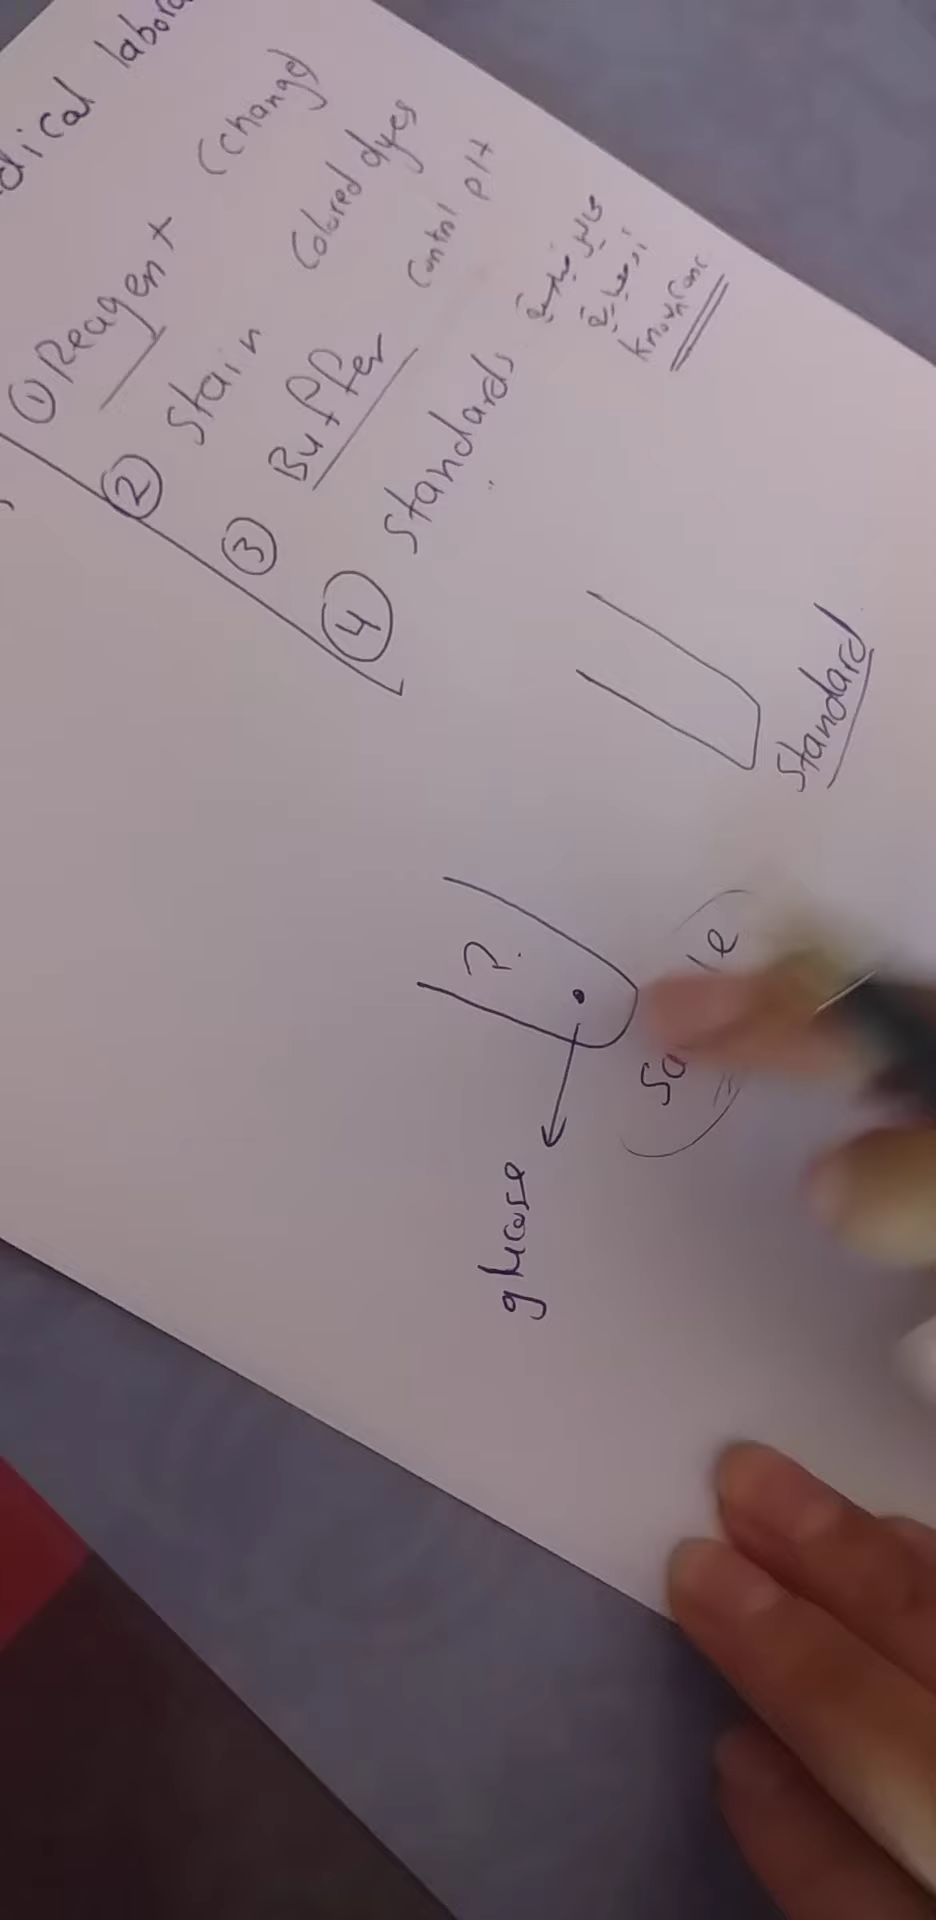 dical labora
① Reagent (change)
② Stain Colored dyes
③ Buffer Control pH
④ Standards
known conc.
Standard
?
glucose